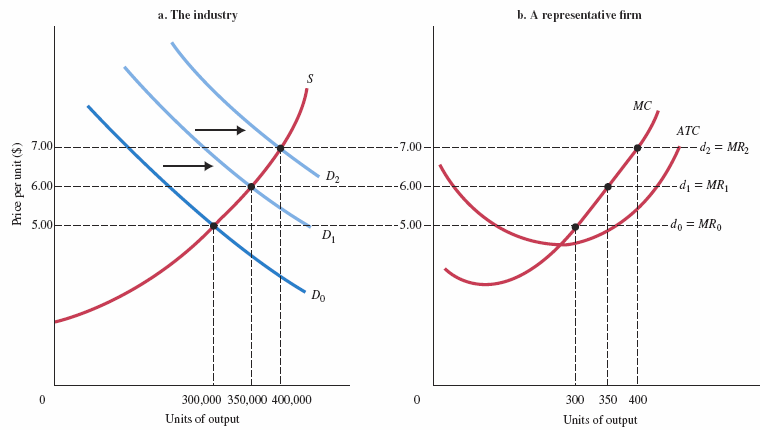 a. The industry
Price per unit ($)
7.00
6.00
5.00
S
D2
D1
D0
0
300,000 350,000 400,000
Units of output
b. A representative firm
7.00
6.00
5.00
MC
ATC
d2 = MR2
d1 = MR1
d0 = MR0
0
300 350 400
Units of output